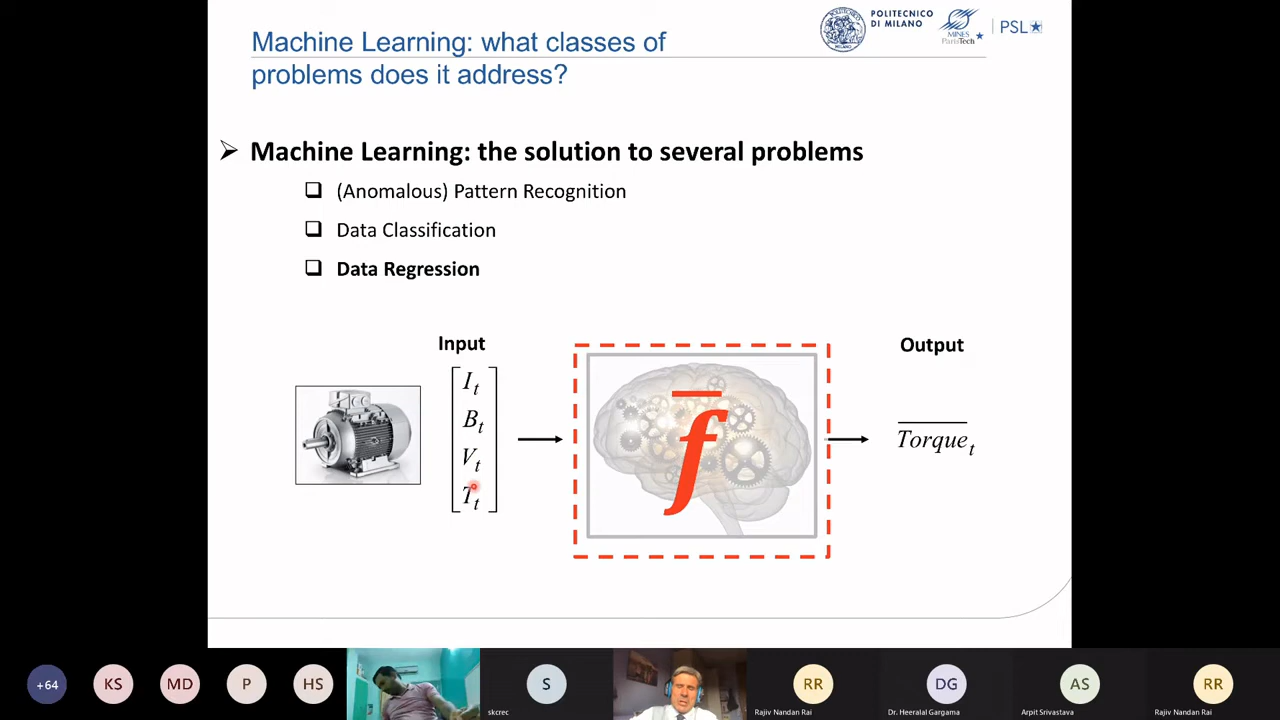 Machine Learning: what classes of
problems does it address?
POLITECNICO
DI MILANO
POLITECNICO
MILANO
MINES
ParisTech
PSL
Machine Learning: the solution to several problems
(Anomalous) Pattern Recognition
Data Classification
Data Regression
Input
Output
I_t
B_t
V_t
T_t
f
Torque_t
+64
KS
MD
P
HS
S
skcrec
RR
Rajiv Nandan Rai
DG
Dr. Heeralal Gargama
AS
Arpit Srivastava
RR
Rajiv Nandan Rai